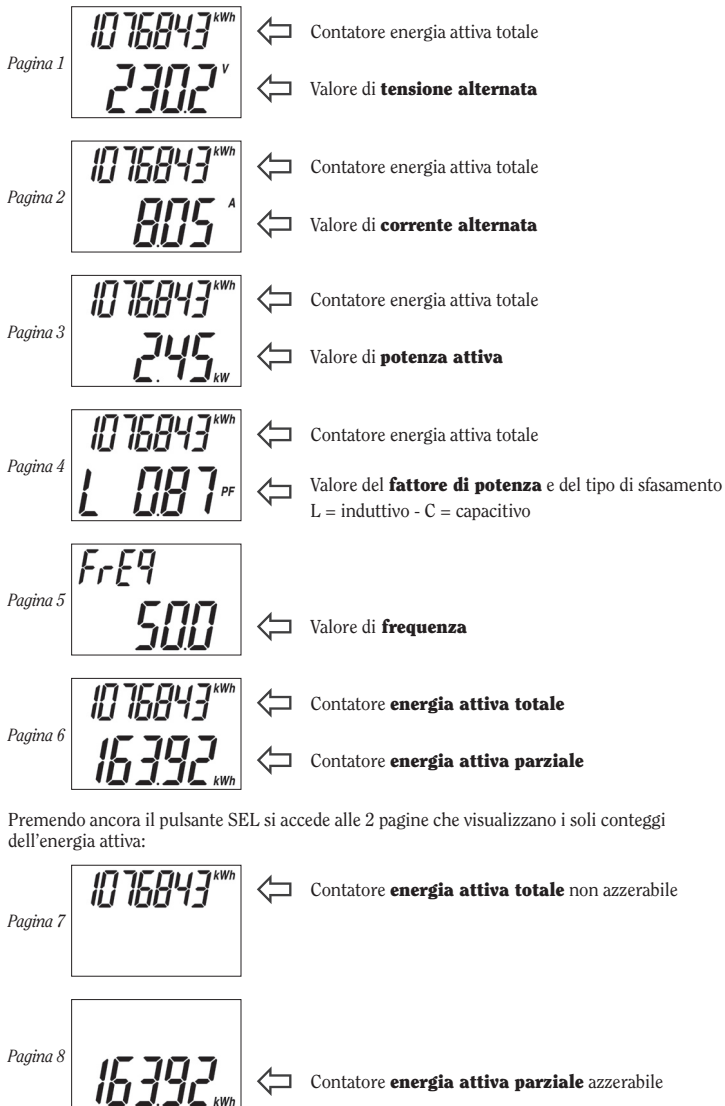 Pagina 1
1076843 kWh
Contatore energia attiva totale
230.2 V
Valore di tensione alternata
Pagina 2
1076843 kWh
Contatore energia attiva totale
8.05 A
Valore di corrente alternata
Pagina 3
1076843 kWh
Contatore energia attiva totale
2.45 kW
Valore di potenza attiva
Pagina 4
1076843 kWh
Contatore energia attiva totale
L 0.87 PF
Valore del fattore di potenza e del tipo di sfasamento
L = induttivo - C = capacitivo
Pagina 5
FrEq
50.0
Valore di frequenza
Pagina 6
1076843 kWh
Contatore energia attiva totale
163.92 kWh
Contatore energia attiva parziale
Premendo ancora il pulsante SEL si accede alle 2 pagine che visualizzano i soli conteggi
dell'energia attiva:
Pagina 7
1076843 kWh
Contatore energia attiva totale non azzerabile
Pagina 8
163.92 kWh
Contatore energia attiva parziale azzerabile